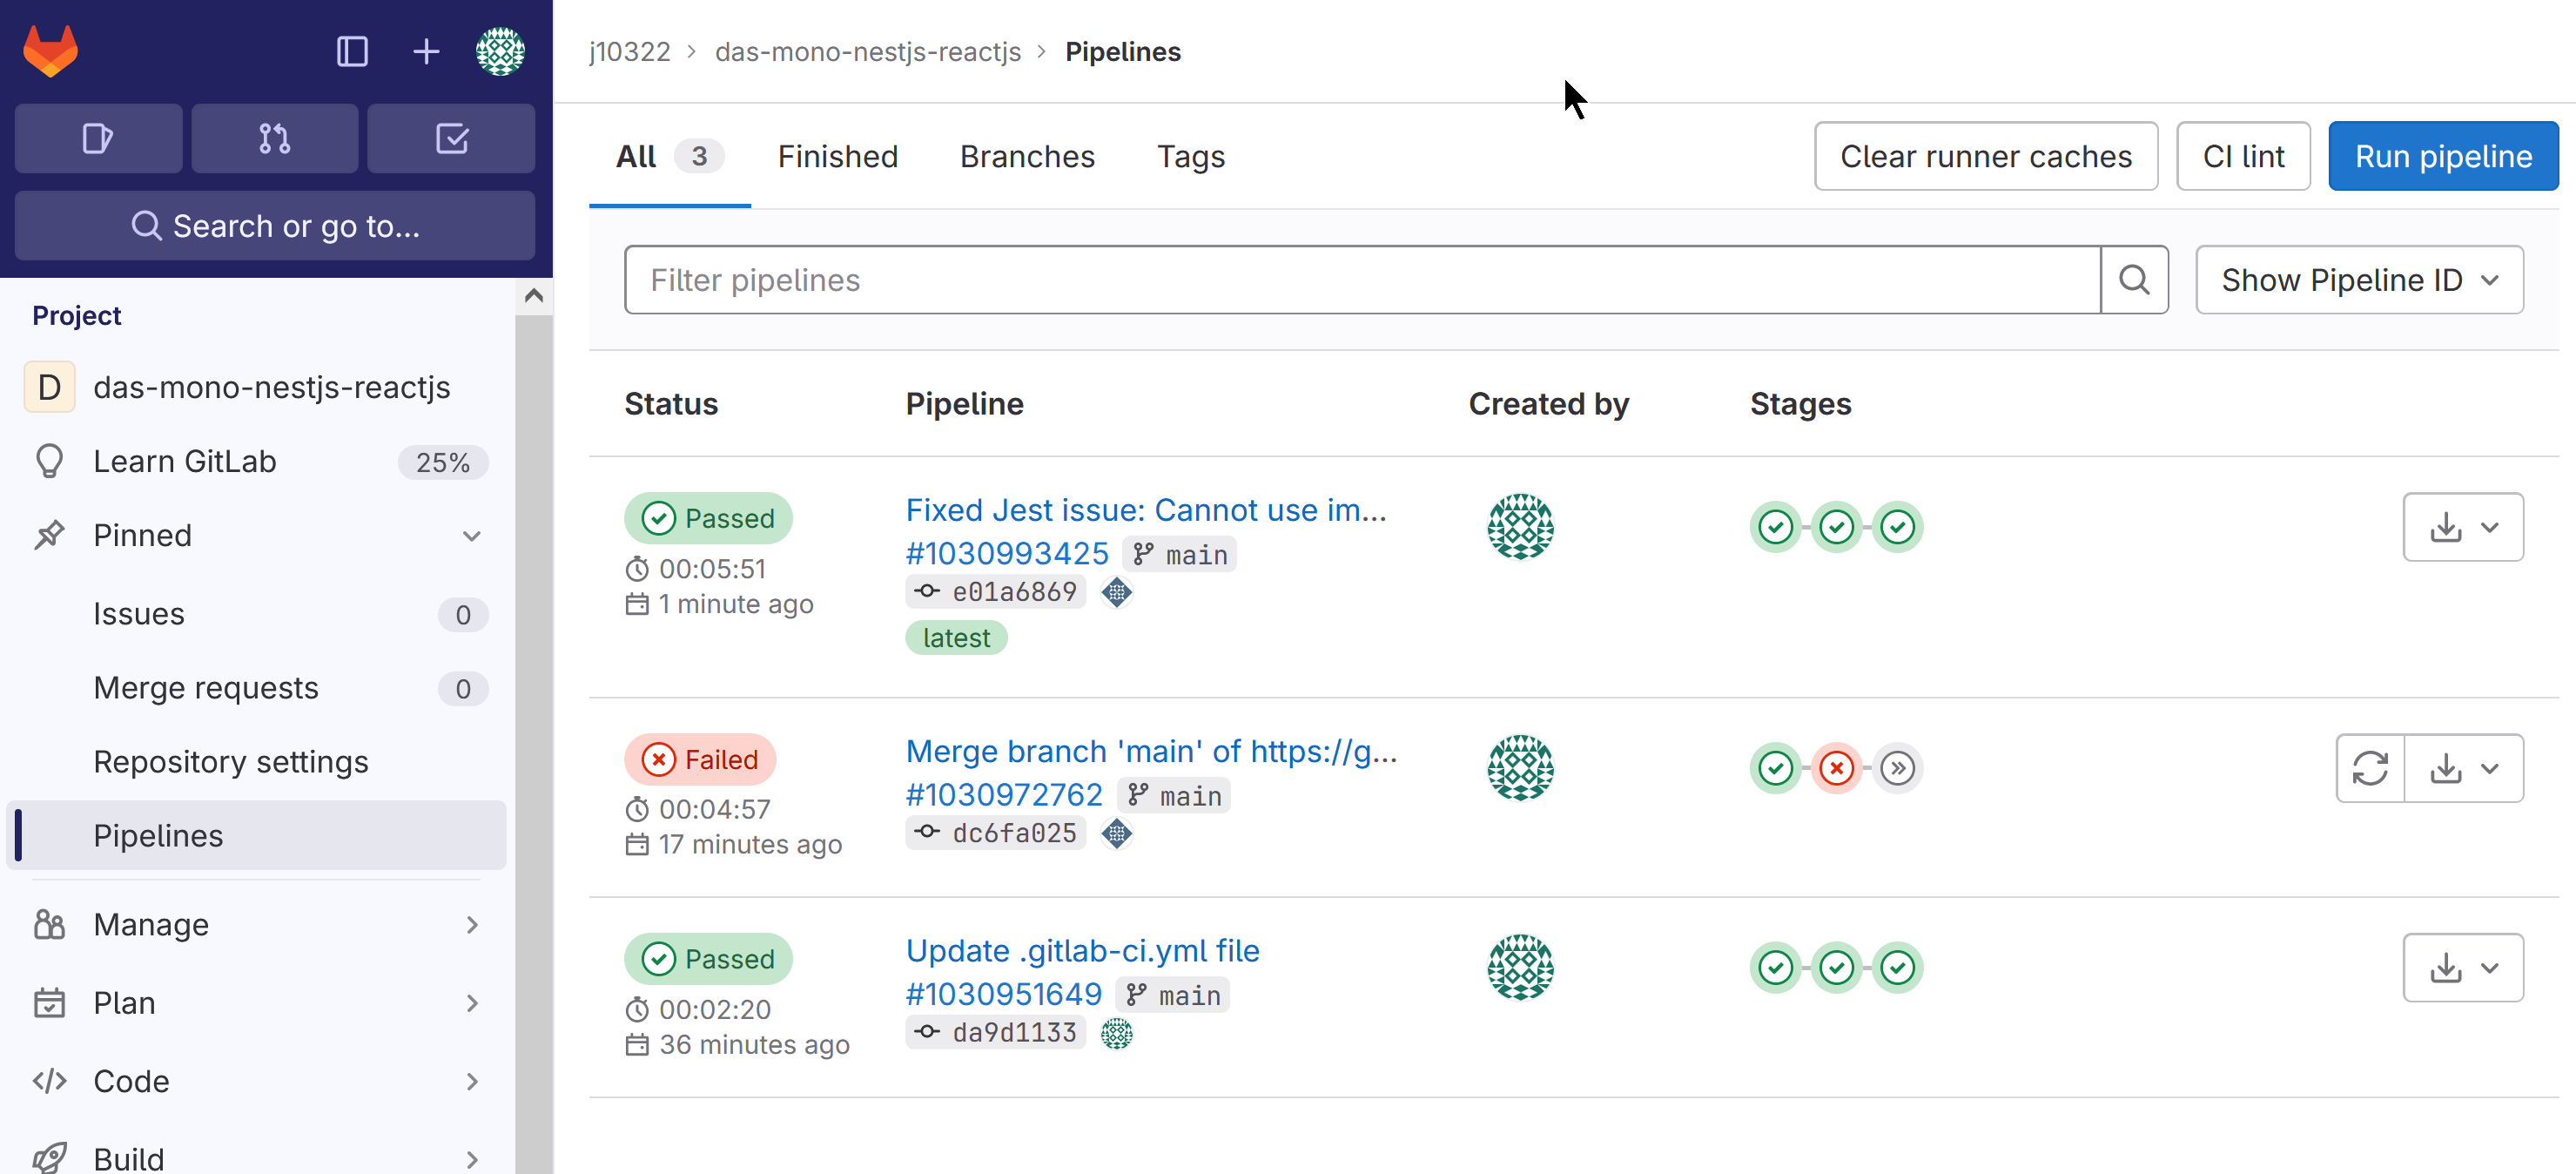 j10322 > das-mono-nestjs-reactjs > Pipelines
All 3 Finished Branches Tags Clear runner caches CI lint Run pipeline
Search or go to...
Filter pipelines Show Pipeline ID
Project
D das-mono-nestjs-reactjs
Learn GitLab 25%
Pinned
Issues 0
Merge requests 0
Repository settings
Pipelines
Manage
Plan
Code
Build
Status Pipeline Created by Stages
Passed
00:05:51
1 minute ago
Fixed Jest issue: Cannot use im...
#1030993425 main
e01a6869
latest
Failed
00:04:57
17 minutes ago
Merge branch 'main' of https://g...
#1030972762 main
dc6fa025
Passed
00:02:20
36 minutes ago
Update .gitlab-ci.yml file
#1030951649 main
da9d1133